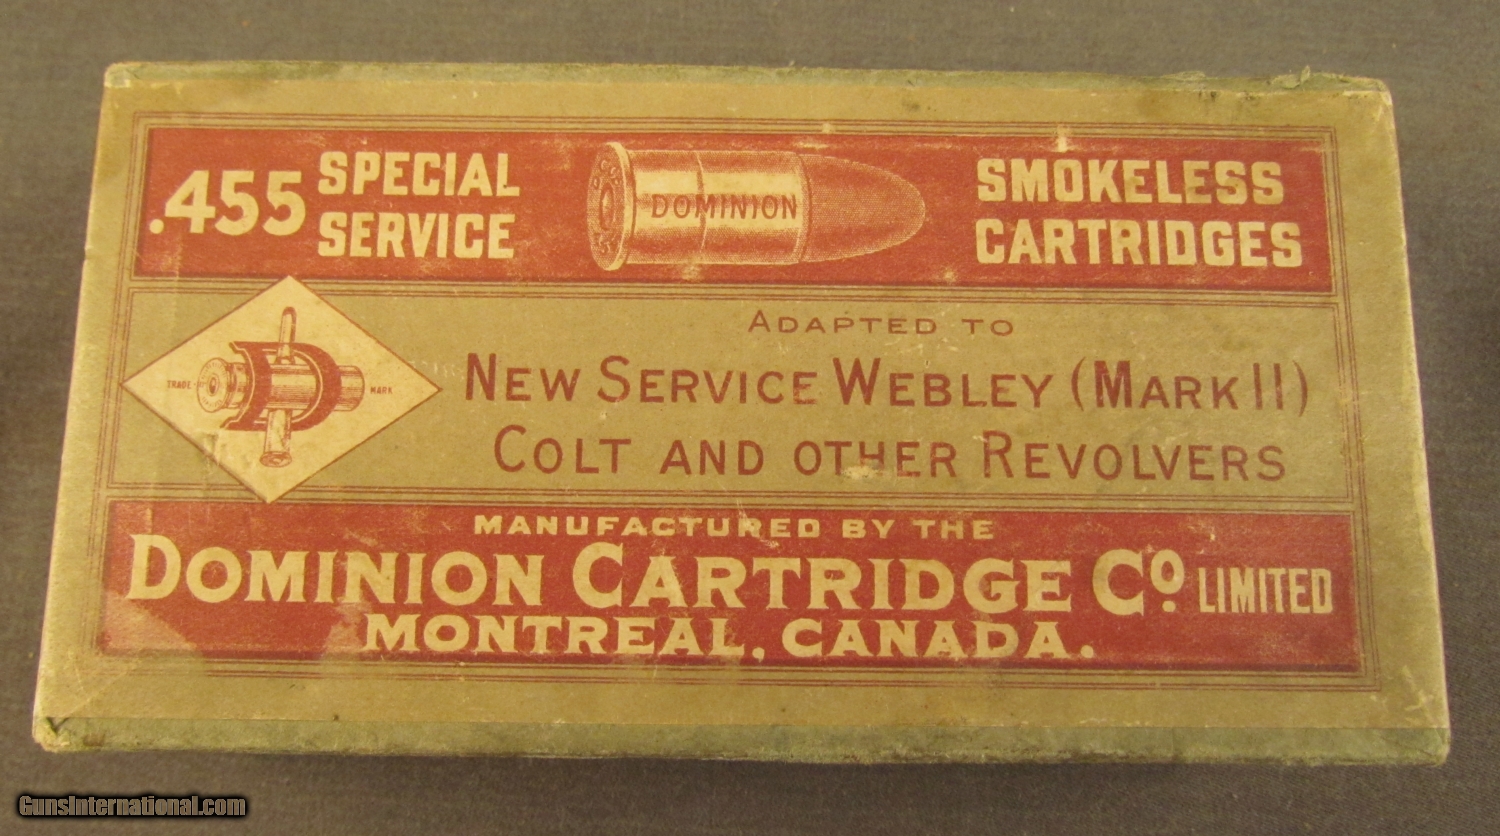 .455 SPECIAL SERVICE
DOMINION
SMOKELESS CARTRIDGES
ADAPTED TO
NEW SERVICE WEBLEY (MARK II)
COLT AND OTHER REVOLVERS
TRADE MARK
MANUFACTURED BY THE
DOMINION CARTRIDGE Co. LIMITED
MONTREAL, CANADA.
GunsInternational.com